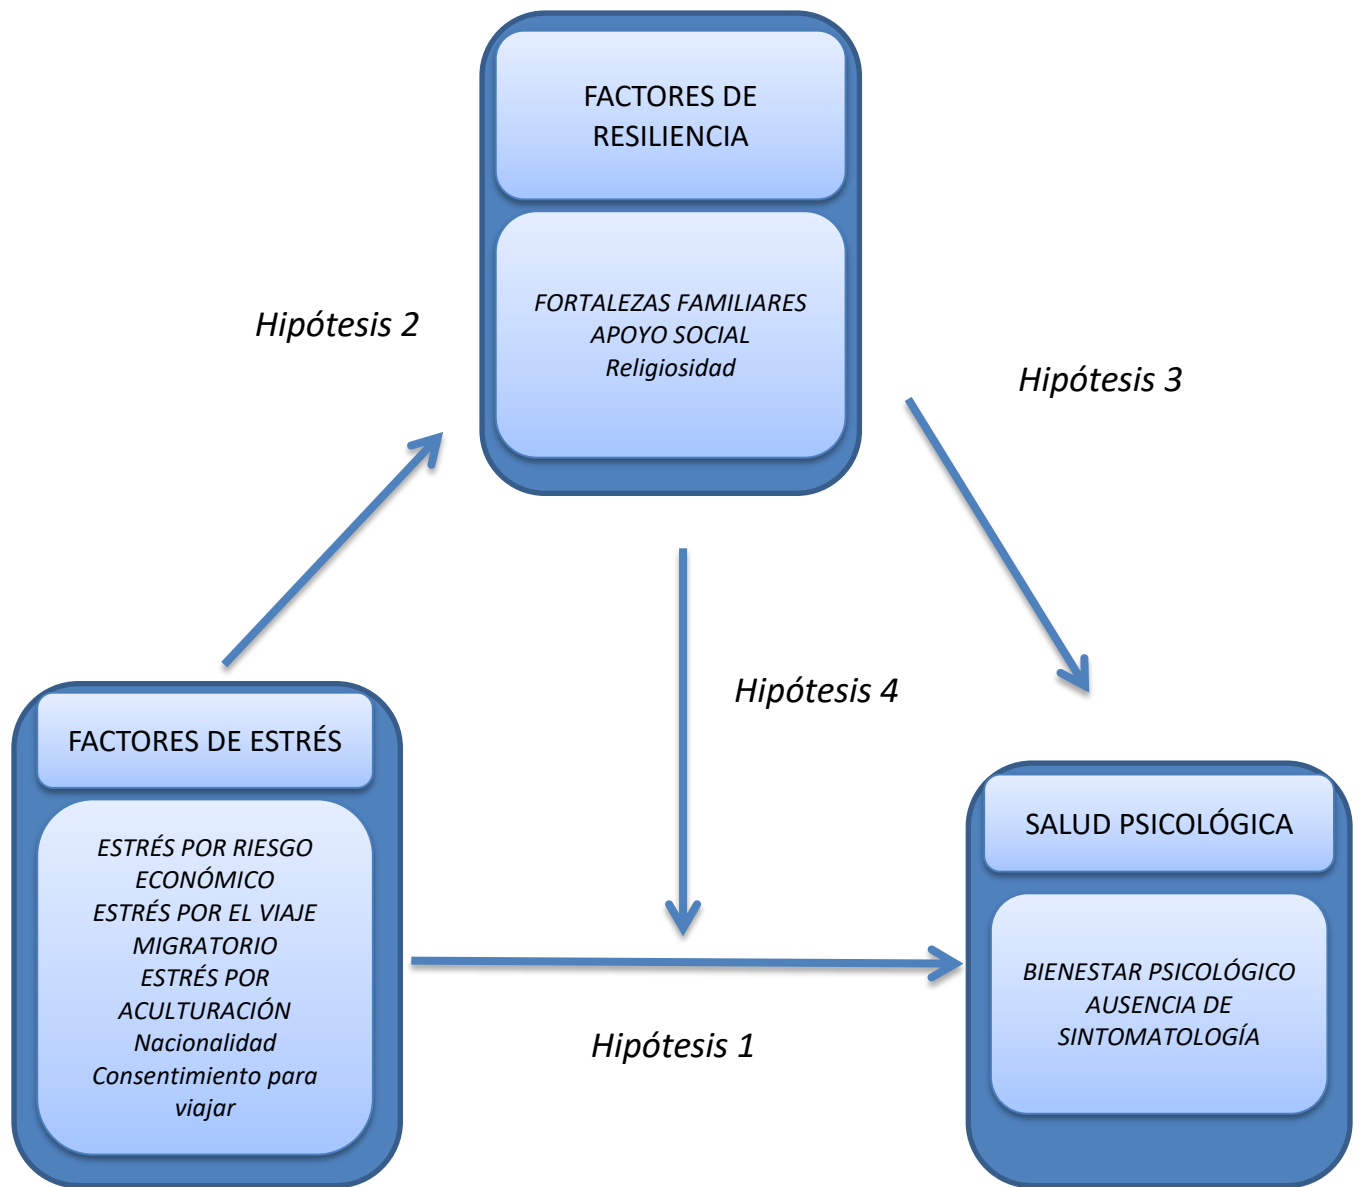 FACTORES DE
RESILIENCIA
FORTALEZAS FAMILIARES
APOYO SOCIAL
Religiosidad
Hipótesis 2
Hipótesis 3
Hipótesis 4
FACTORES DE ESTRÉS
ESTRÉS POR RIESGO
ECONÓMICO
ESTRÉS POR EL VIAJE
MIGRATORIO
ESTRÉS POR
ACULTURACIÓN
Nacionalidad
Consentimiento para
viajar
SALUD PSICOLÓGICA
BIENESTAR PSICOLÓGICO
AUSENCIA DE
SINTOMATOLOGÍA
Hipótesis 1